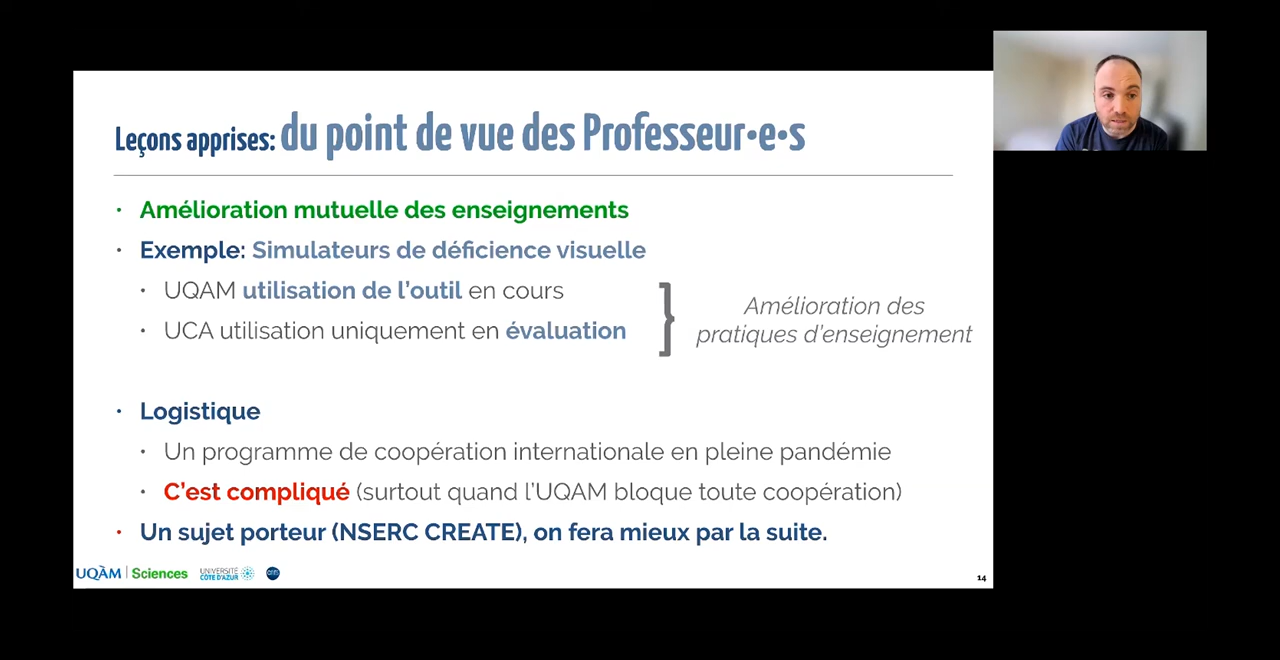 Leçons apprises: du point de vue des Professeur•e•s
• Amélioration mutuelle des enseignements
• Exemple: Simulateurs de déficience visuelle
• UQAM utilisation de l’outil en cours
• UCA utilisation uniquement en évaluation
} Amélioration des
pratiques d’enseignement
• Logistique
• Un programme de coopération internationale en pleine pandémie
• C’est compliqué (surtout quand l’UQAM bloque toute coopération)
• Un sujet porteur (NSERC CREATE), on fera mieux par la suite.
UQÀM | Sciences
UNIVERSITÉ
CÔTE D’AZUR
cnrs
14